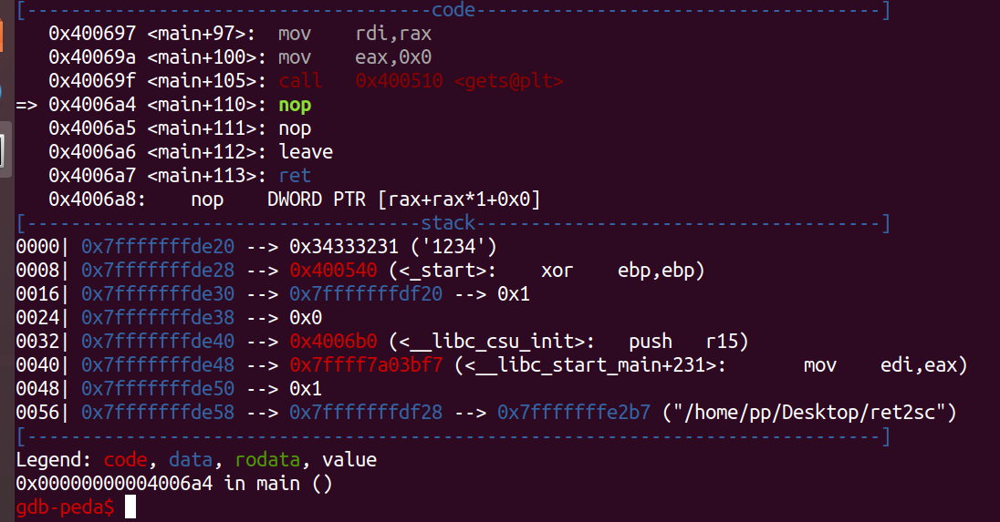 [-------------------------------------code-------------------------------------]
   0x400697 <main+97>:	mov    rdi,rax
   0x40069a <main+100>:	mov    eax,0x0
   0x40069f <main+105>:	call   0x400510 <gets@plt>
=> 0x4006a4 <main+110>:	nop
   0x4006a5 <main+111>:	nop
   0x4006a6 <main+112>:	leave
   0x4006a7 <main+113>:	ret
   0x4006a8:	nop    DWORD PTR [rax+rax*1+0x0]
[------------------------------------stack-------------------------------------]
0000| 0x7fffffffde20 --> 0x34333231 ('1234')
0008| 0x7fffffffde28 --> 0x400540 (<_start>:	xor    ebp,ebp)
0016| 0x7fffffffde30 --> 0x7fffffffdf20 --> 0x1
0024| 0x7fffffffde38 --> 0x0
0032| 0x7fffffffde40 --> 0x4006b0 (<__libc_csu_init>:	push   r15)
0040| 0x7fffffffde48 --> 0x7ffff7a03bf7 (<__libc_start_main+231>:	mov    edi,eax)
0048| 0x7fffffffde50 --> 0x1
0056| 0x7fffffffde58 --> 0x7fffffffdf28 --> 0x7fffffffe2b7 ("/home/pp/Desktop/ret2sc")
[------------------------------------------------------------------------------]
Legend: code, data, rodata, value
0x00000000004006a4 in main ()
gdb-peda$